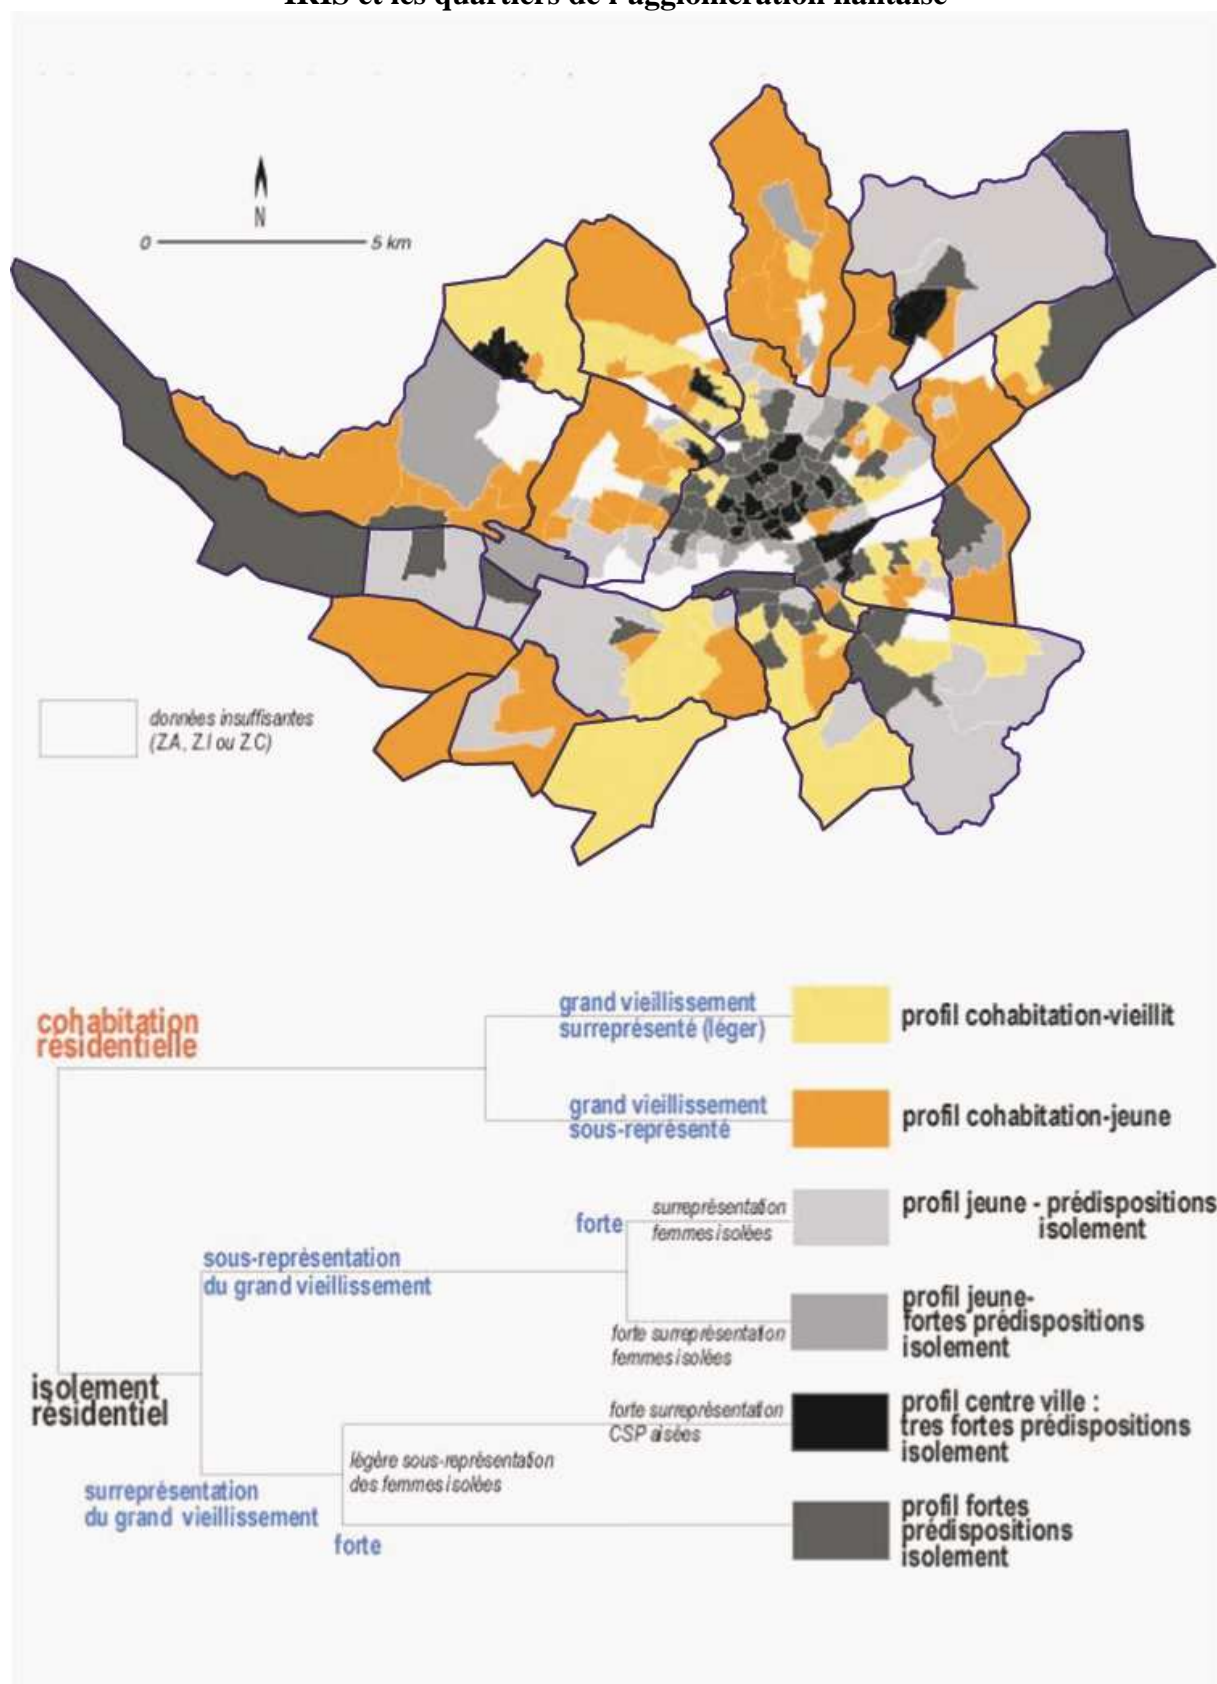 IRIS et les quartiers de l'agglomération nantaise
N
0 5 km
données insuffisantes
(Z.A, Z.I ou Z.C)
cohabitation
résidentielle
grand vieillissement
surreprésenté (léger)
profil cohabitation-vieillit
grand vieillissement
sous-représenté
profil cohabitation-jeune
forte
surreprésentation
femmes isolées
profil jeune - prédispositions
isolement
sous-représentation
du grand vieillissement
forte surreprésentation
femmes isolées
profil jeune-
fortes prédispositions
isolement
isolement
résidentiel
forte surreprésentation
CSP aisées
profil centre ville :
tres fortes prédispositions
isolement
légère sous-représentation
des femmes isolées
surreprésentation
du grand vieillissement
forte
profil fortes
prédispositions
isolement